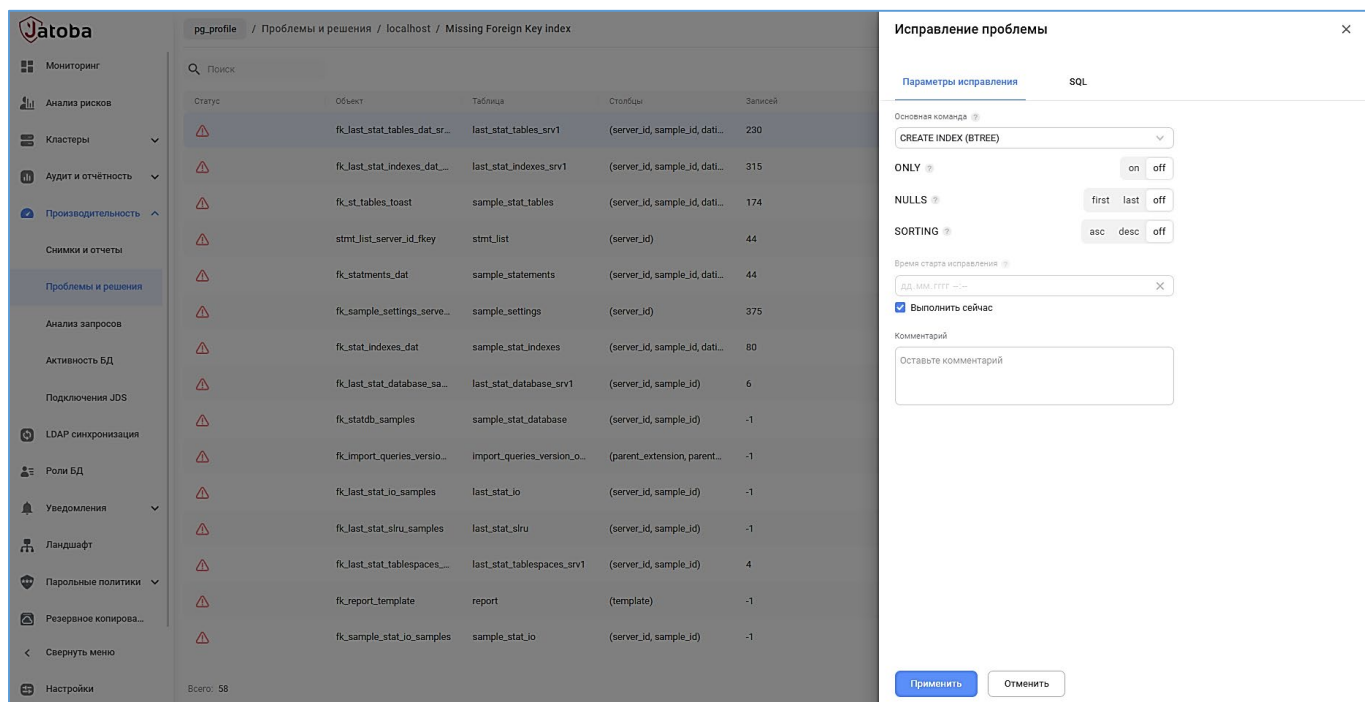 Jatoba
Мониторинг
Анализ рисков
Кластеры
Аудит и отчётность
Производительность
Снимки и отчеты
Проблемы и решения
Анализ запросов
Активность БД
Подключения JDS
LDAP синхронизация
Роли БД
Уведомления
Ландшафт
Парольные политики
Резервное копирова...
Свернуть меню
Настройки
pg_profile / Проблемы и решения / localhost / Missing Foreign Key index
Поиск
Статус Объект Таблица Столбцы Записей
fk_last_stat_tables_dat_sr... last_stat_tables_srv1 (server_id, sample_id, dati... 230
fk_last_stat_indexes_dat_... last_stat_indexes_srv1 (server_id, sample_id, dati... 315
fk_st_tables_toast sample_stat_tables (server_id, sample_id, dati... 174
stmt_list_server_id_fkey stmt_list (server_id) 44
fk_statments_dat sample_statements (server_id, sample_id, dati... 44
fk_sample_settings_serve... sample_settings (server_id) 375
fk_stat_indexes_dat sample_stat_indexes (server_id, sample_id, dati... 80
fk_last_stat_database_sa... last_stat_database_srv1 (server_id, sample_id) 6
fk_statdb_samples sample_stat_database (server_id, sample_id) -1
fk_import_queries_versio... import_queries_version_o... (parent_extension, parent... -1
fk_last_stat_io_samples last_stat_io (server_id, sample_id) -1
fk_last_stat_slru_samples last_stat_slru (server_id, sample_id) -1
fk_last_stat_tablespaces_... last_stat_tablespaces_srv1 (server_id, sample_id) 4
fk_report_template report (template) -1
fk_sample_stat_io_samples sample_stat_io (server_id, sample_id) -1
Всего: 58
Исправление проблемы
Параметры исправления SQL
Основная команда ?
CREATE INDEX (BTREE)
ONLY ? on off
NULLS ? first last off
SORTING ? asc desc off
Время старта исправления ?
дд.мм.гггг --:--
Выполнить сейчас
Комментарий
Оставьте комментарий
Применить Отменить